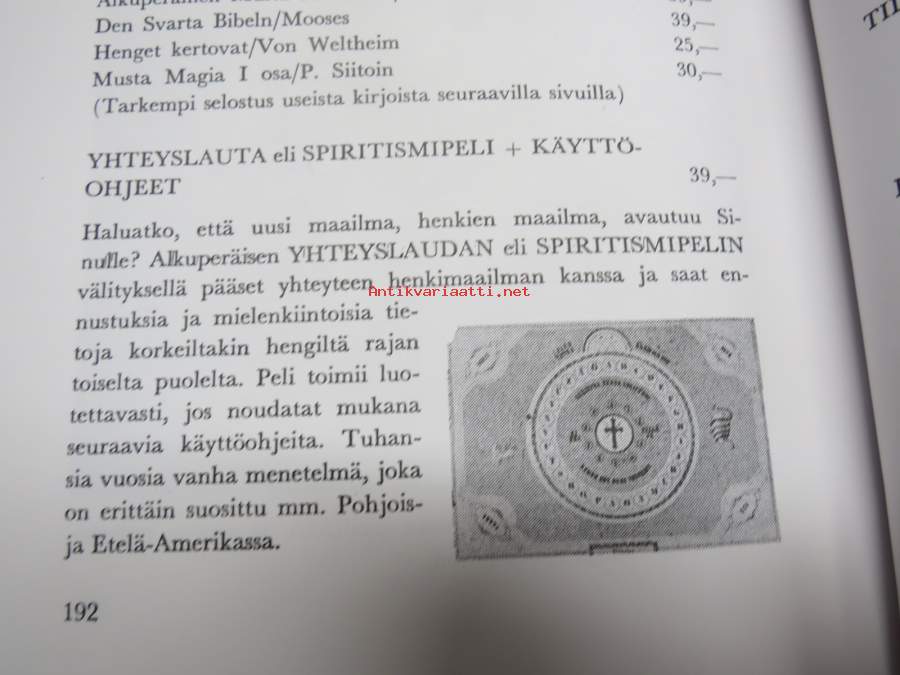 Den Svarta Bibeln/Mooses 39,—
Henget kertovat/Von Weltheim 25,—
Musta Magia I osa/P. Siitoin 30,—
(Tarkempi selostus useista kirjoista seuraavilla sivuilla)
YHTEYSLAUTA eli SPIRITISMIPELI + KÄYTTÖ-
OHJEET 39,—
Haluatko, että uusi maailma, henkien maailma, avautuu Si-
nulle? Alkuperäisen YHTEYSLAUDAN eli SPIRITISMIPELIN
välityksellä pääset yhteyteen henkimaailman kanssa ja saat en-
Antikvariaatti.net
nustuksia ja mielenkiintoisia tie-
toja korkeiltakin hengiltä rajan
toiselta puolelta. Peli toimii luo-
tettavasti, jos noudatat mukana
seuraavia käyttöohjeita. Tuhan-
sia vuosia vanha menetelmä, joka
on erittäin suosittu mm. Pohjois-
ja Etelä-Amerikassa.
192